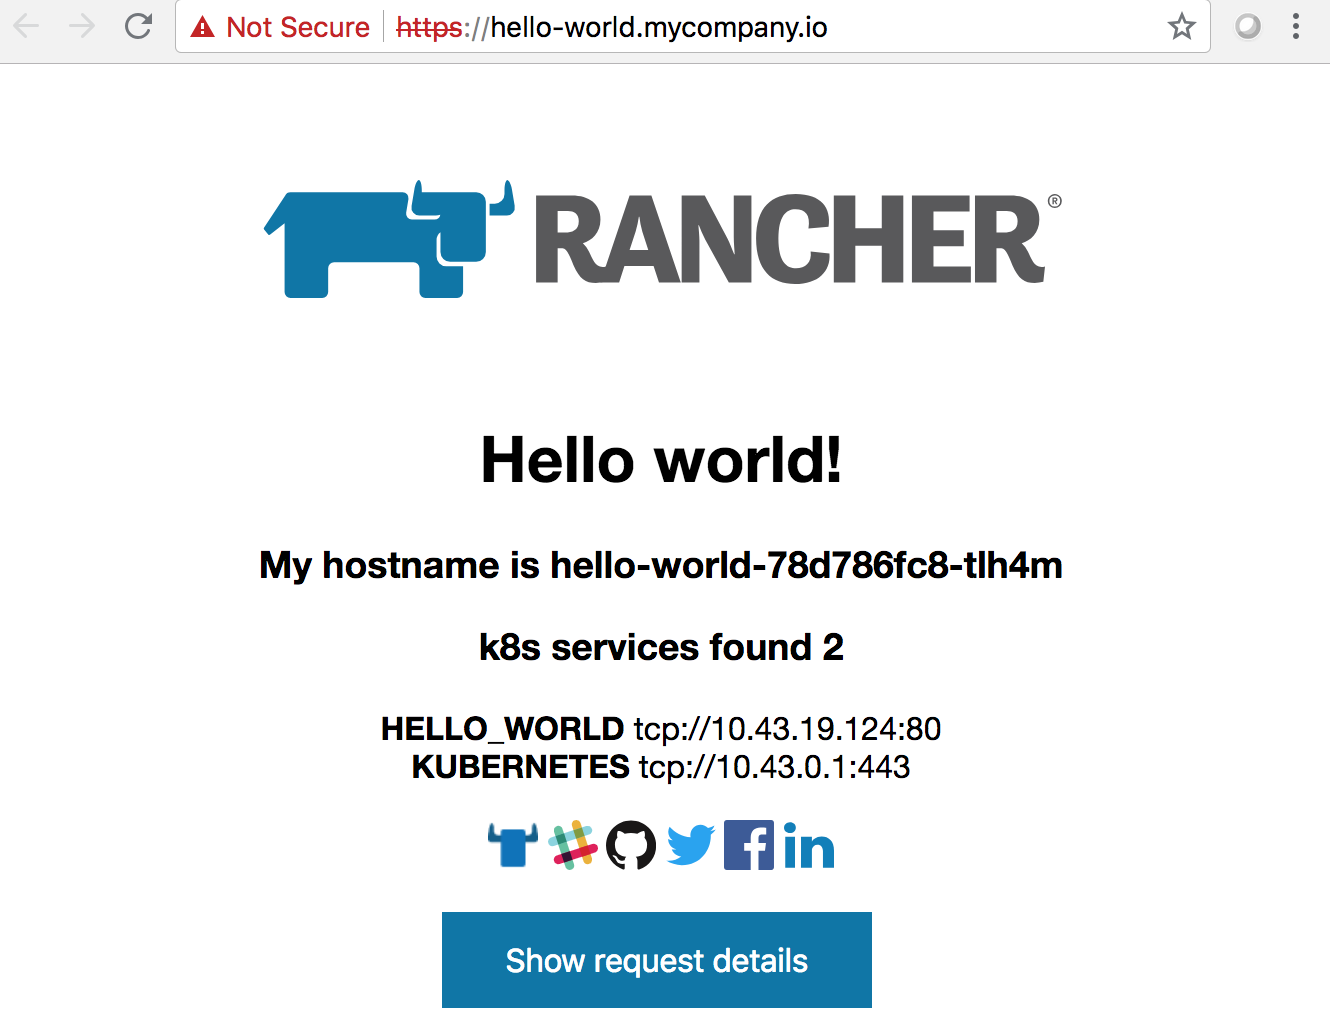 Not Secure https://hello-world.mycompany.io
RANCHER®
Hello world!
My hostname is hello-world-78d786fc8-tlh4m
k8s services found 2
HELLO_WORLD tcp://10.43.19.124:80
KUBERNETES tcp://10.43.0.1:443
f in
Show request details